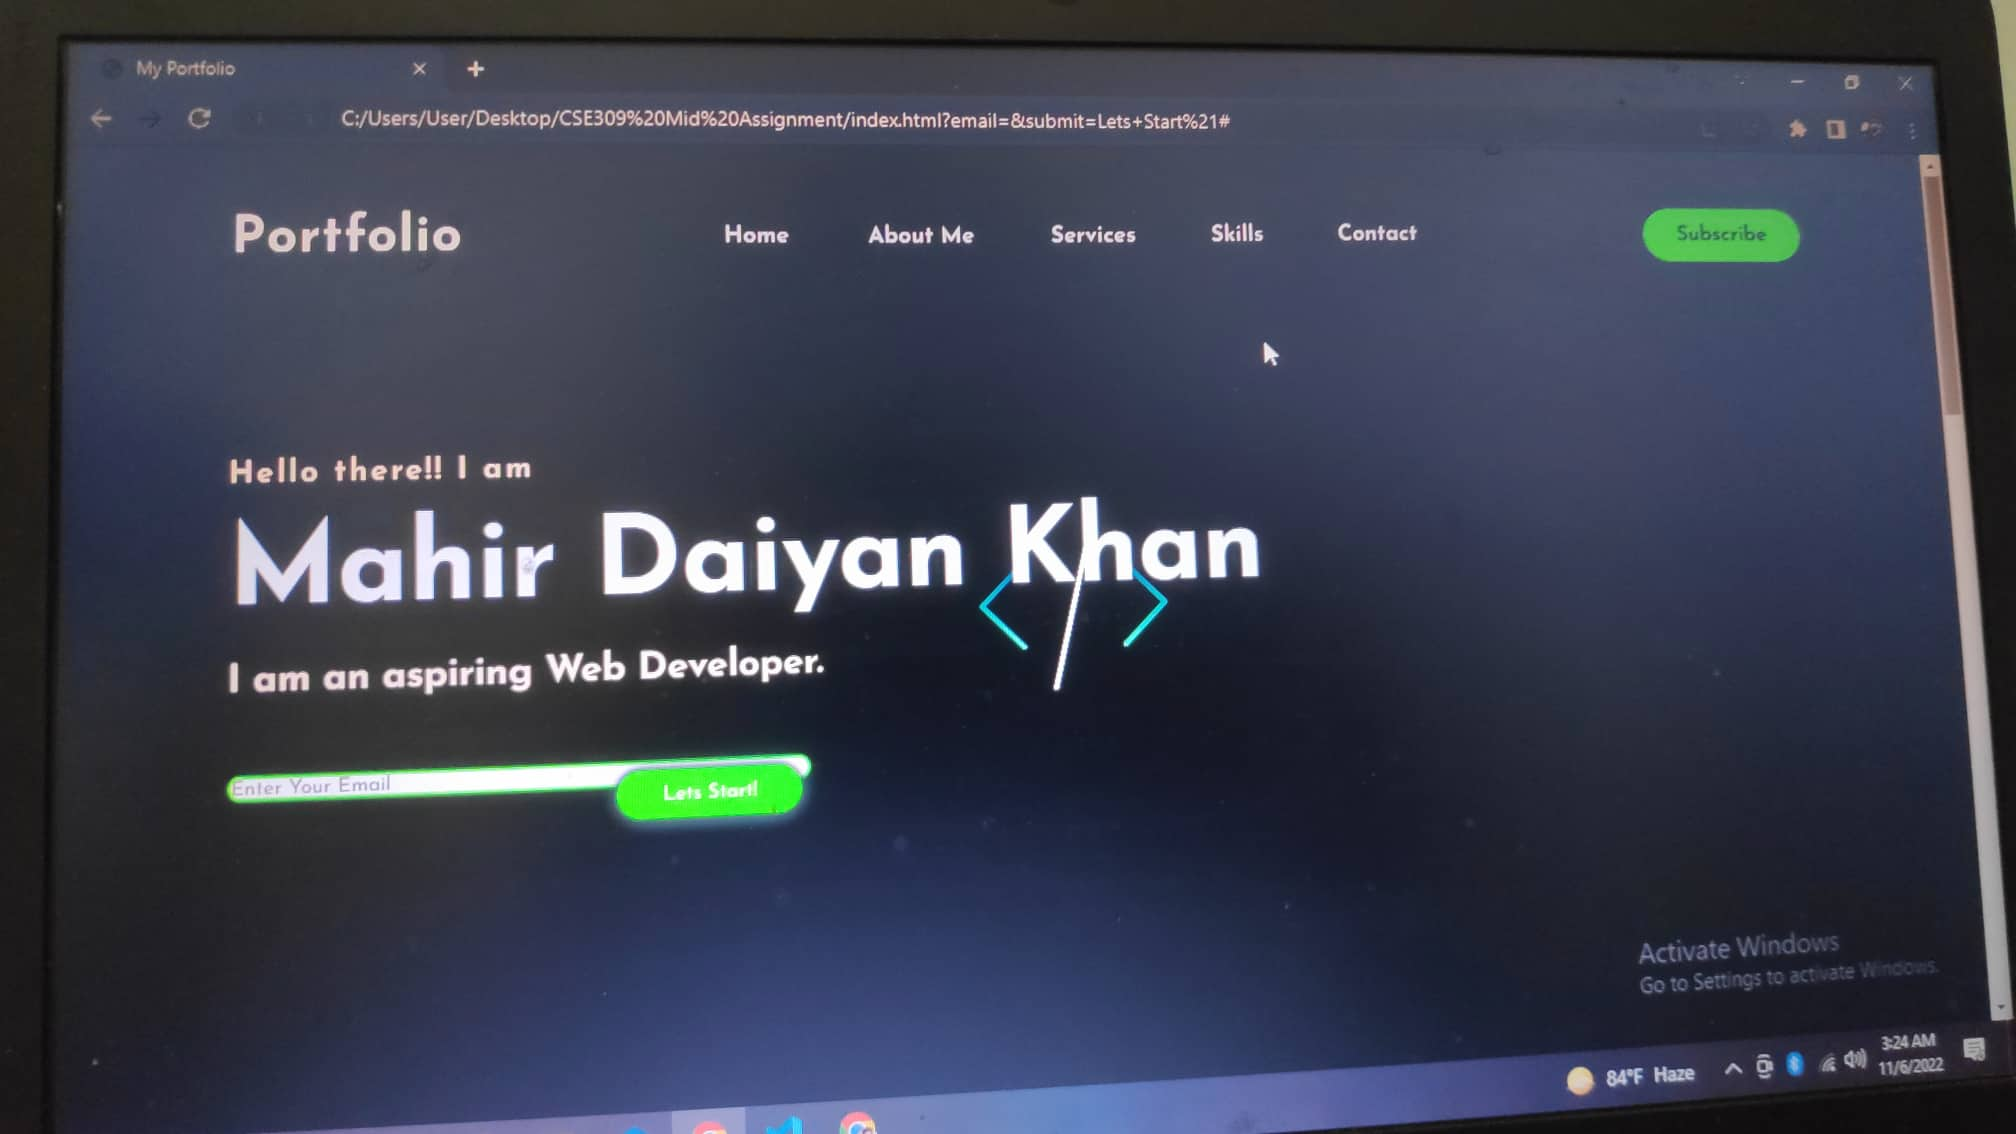 My Portfolio
C:/Users/User/Desktop/CSE309%20Mid%20Assignment/index.html?email=&submit=Lets+Start%21#
Portfolio
Home
About Me
Services
Skills
Contact
Subscribe
Hello there!! I am
Mahir Daiyan Khan
I am an aspiring Web Developer.
Enter Your Email
Lets Start!
Activate Windows
Go to Settings to activate Windows.
84°F Haze
3:24 AM
11/6/2022